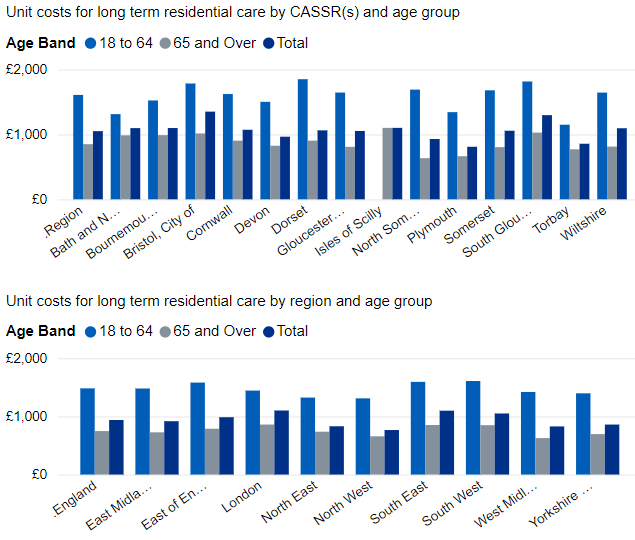 Unit costs for long term residential care by CASSR(s) and age group
Age Band 18 to 64 65 and Over Total
£2,000
£1,000
£0
.Region
Bath and N…
Bournemou…
Bristol, City of
Cornwall
Devon
Dorset
Gloucester…
Isles of Scilly
North Som…
Plymouth
Somerset
South Glou…
Torbay
Wiltshire
Unit costs for long term residential care by region and age group
Age Band 18 to 64 65 and Over Total
£2,000
£1,000
£0
.England
East Midla…
East of En…
London
North East
North West
South East
South West
West Midl…
Yorkshire …